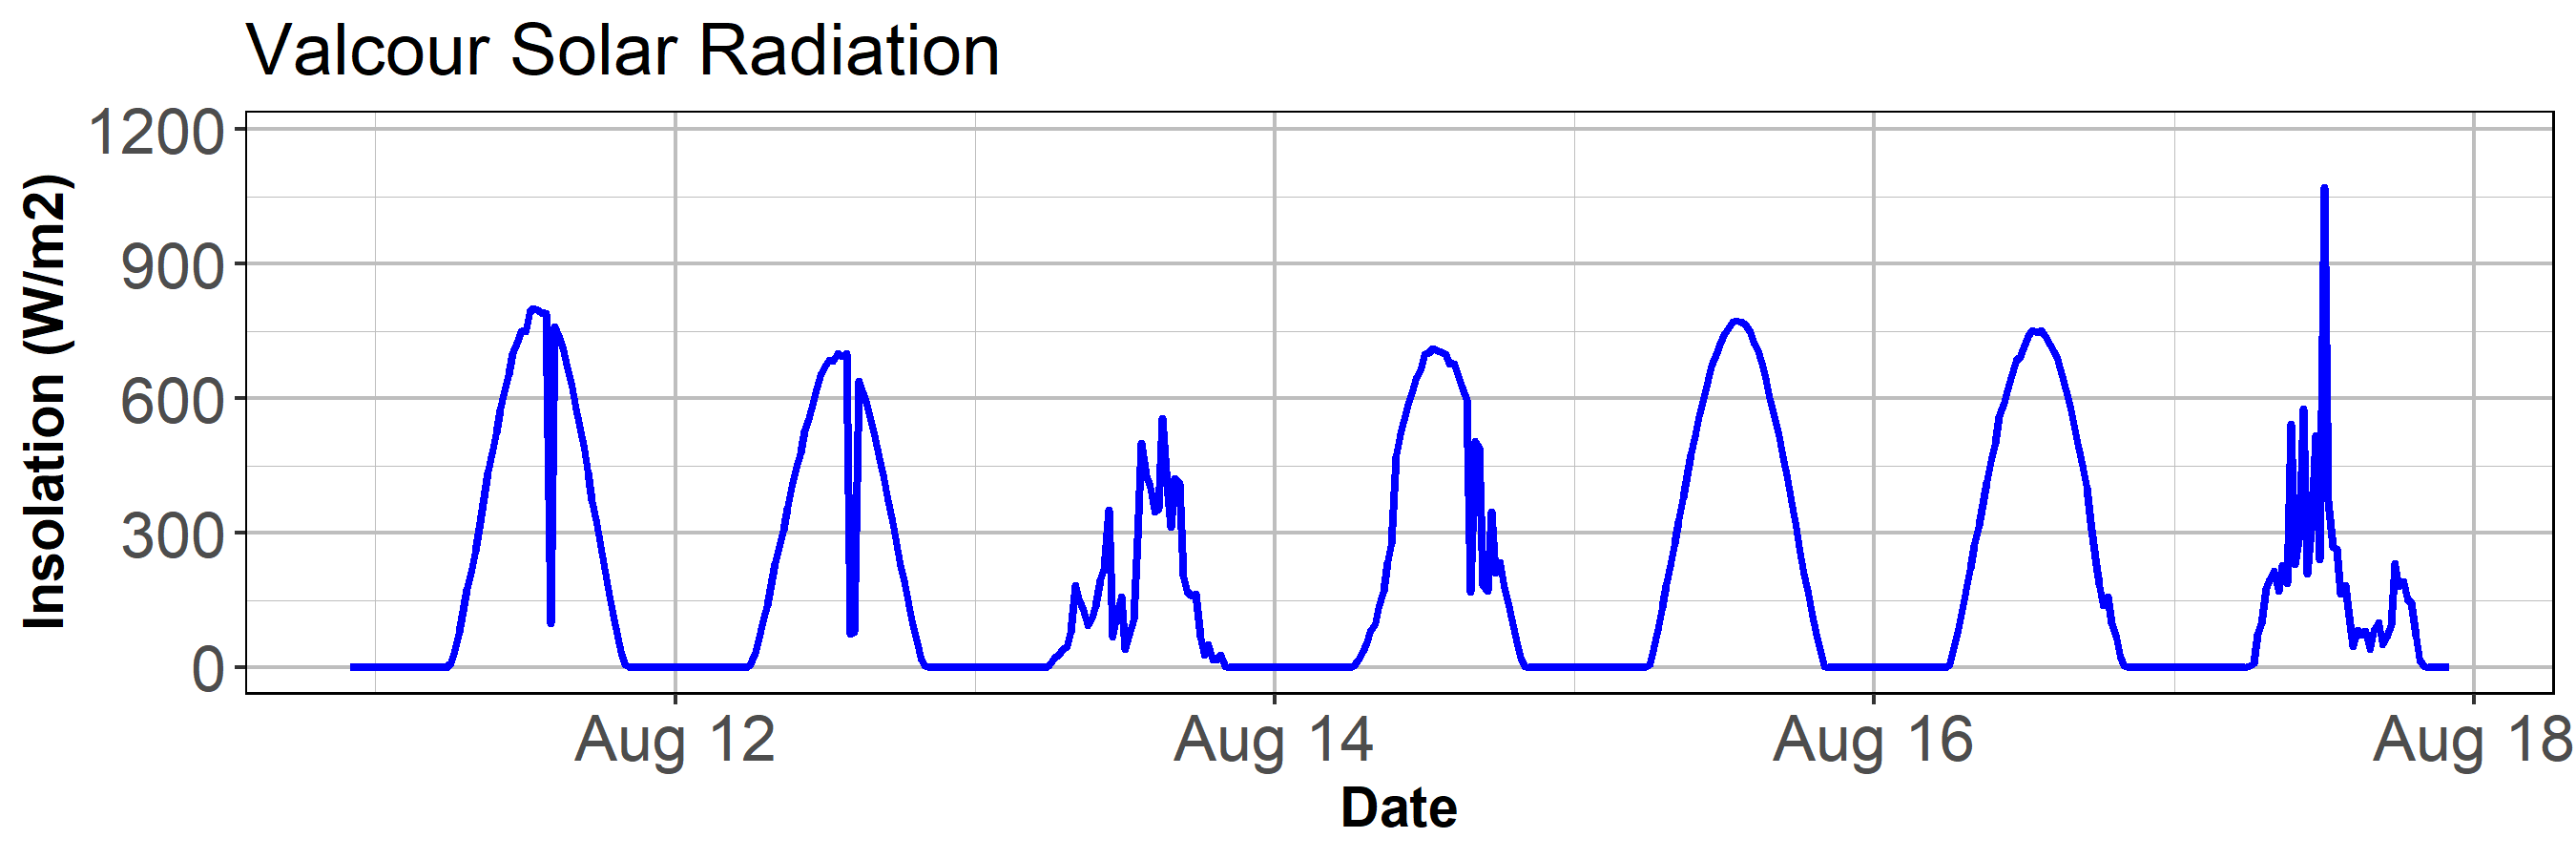 Valcour Solar Radiation
1200
900
600
300
0
Insolation (W/m2)
Aug 12 Aug 14 Aug 16 Aug 18
Date